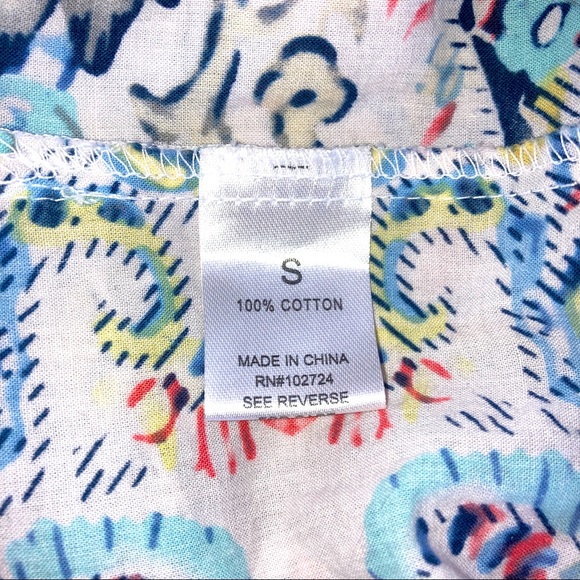 S
100% COTTON
MADE IN CHINA
RN#102724
SEE REVERSE